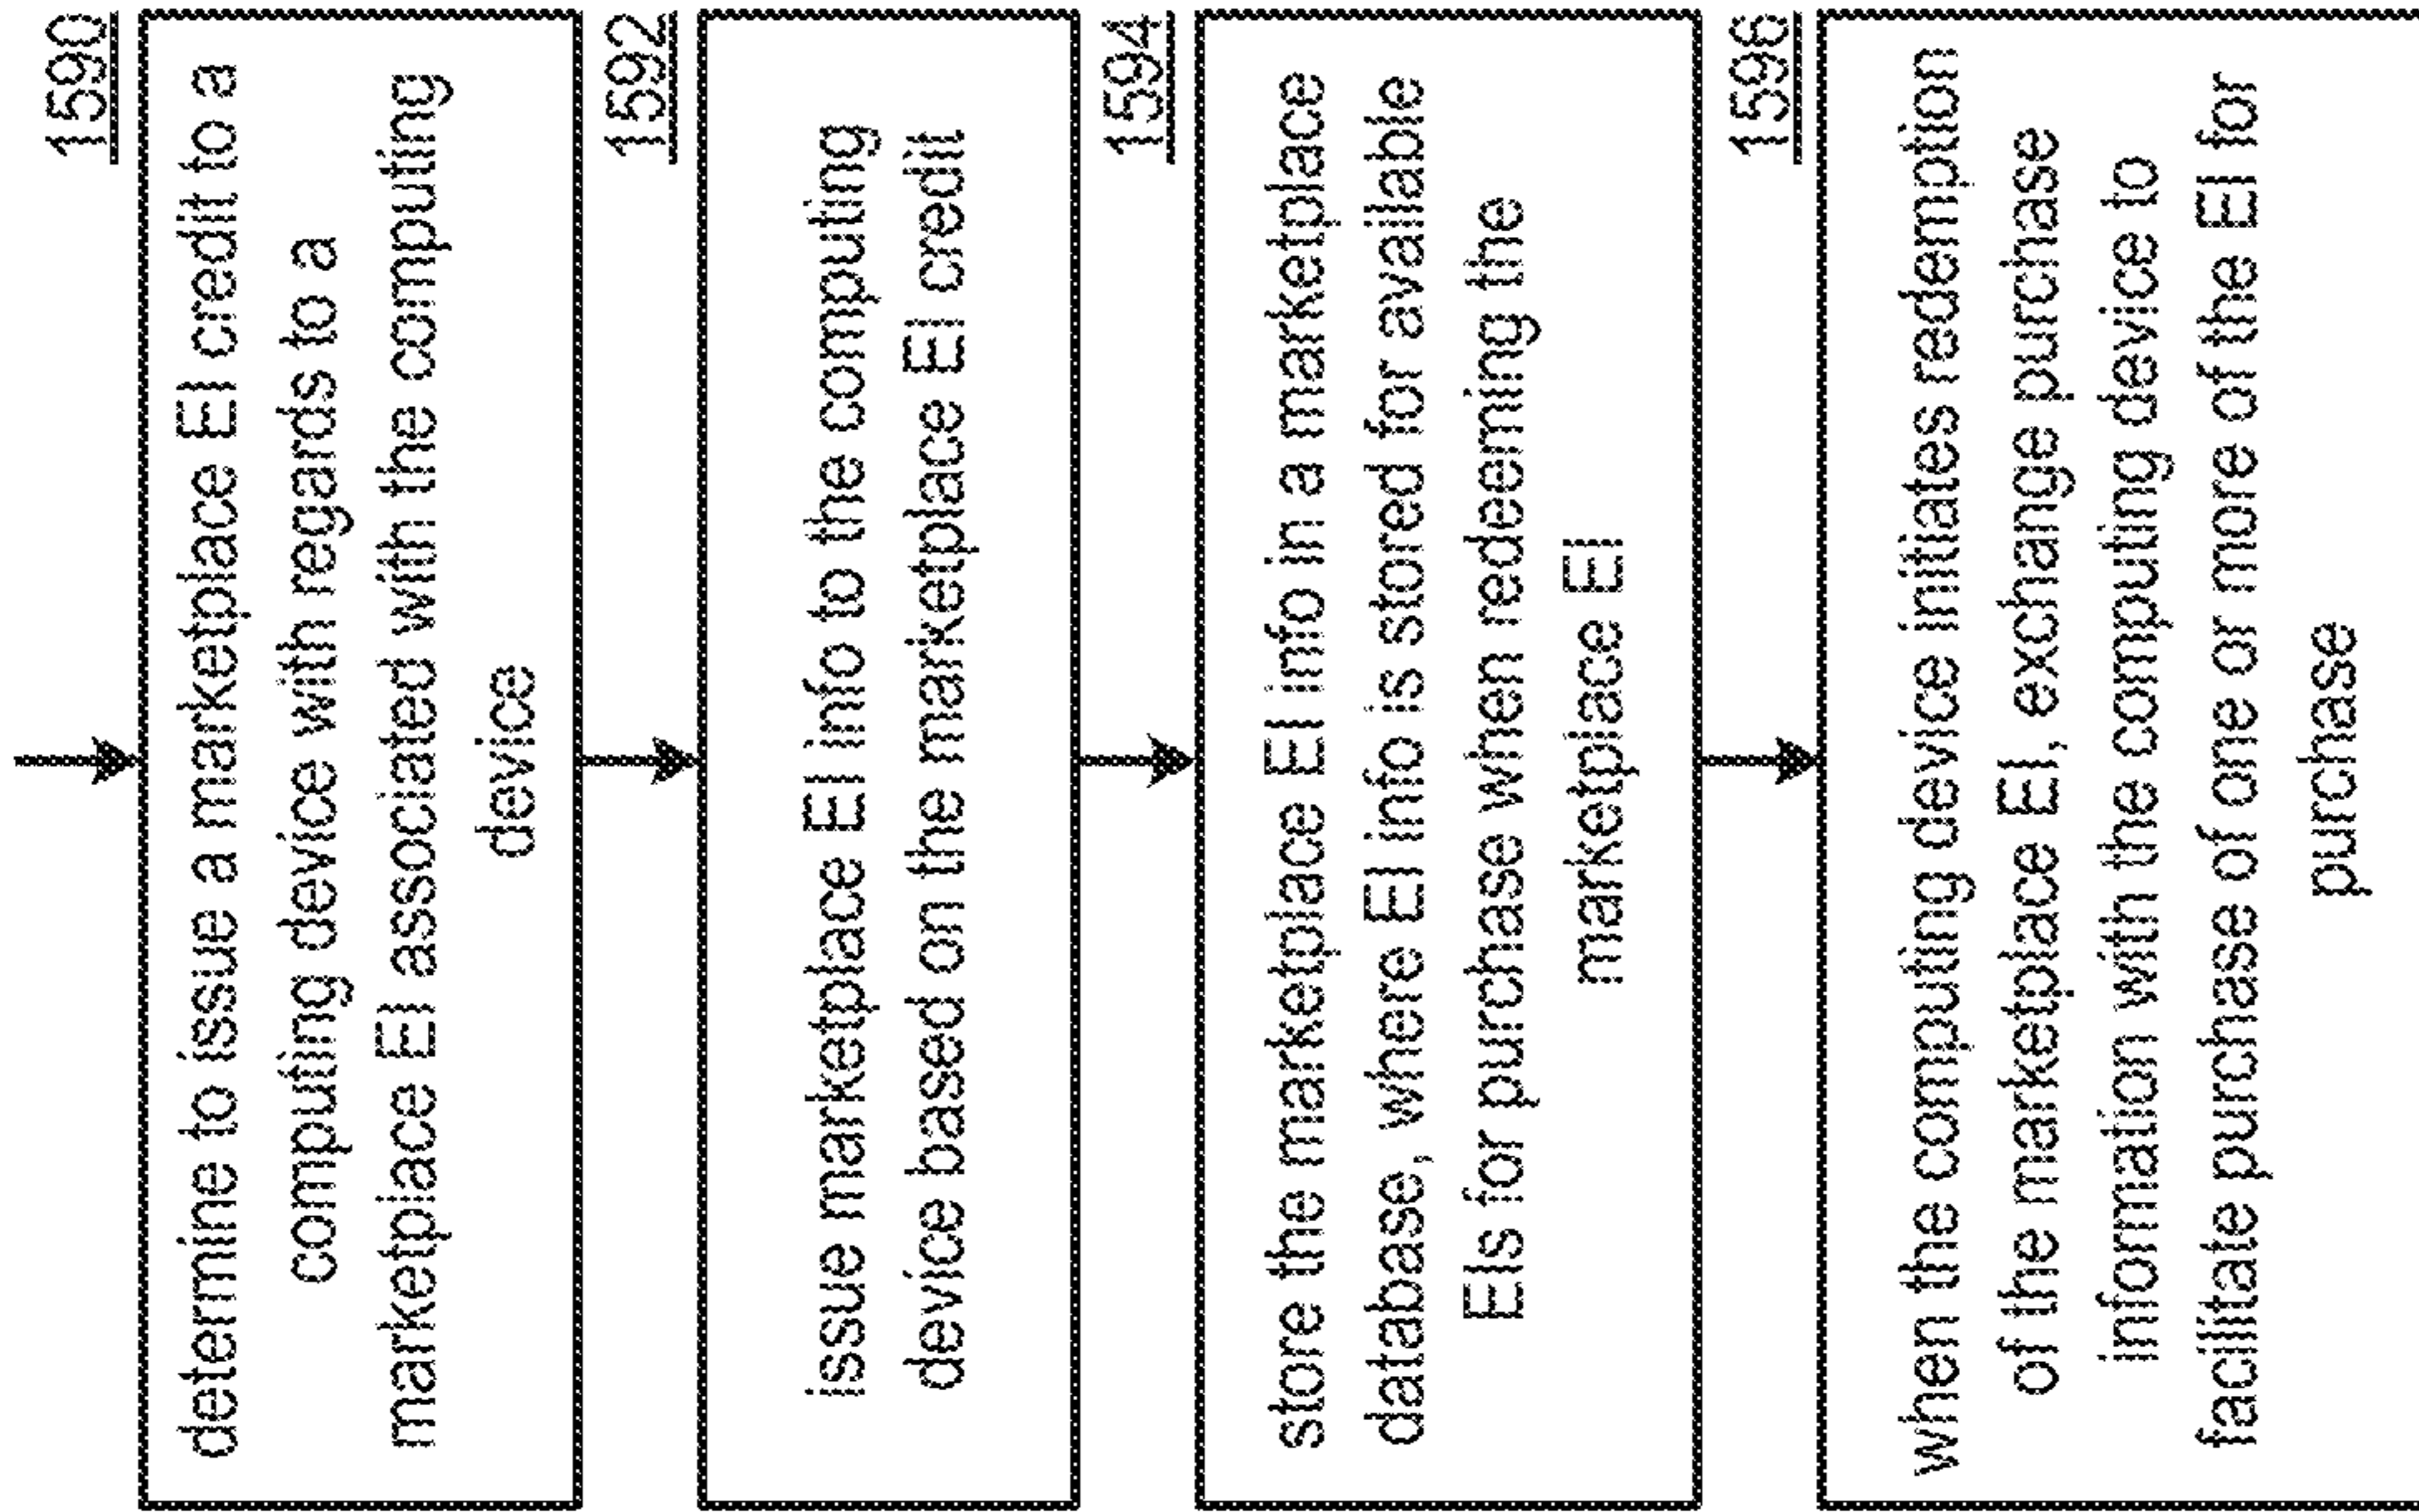 1590
determine to issue a marketplace EI credit to a
computing device with regards to a
marketplace EI associated with the computing
device
1592
issue marketplace EI info to the computing
device based on the marketplace EI credit
1594
store the marketplace EI info in a marketplace
database, where EI info is stored for available
EIs for purchase when redeeming the
marketplace EI
1596
when the computing device initiates redemption
of the marketplace EI, exchange purchase
information with the computing device to
facilitate purchase of one or more of the EI for
purchase